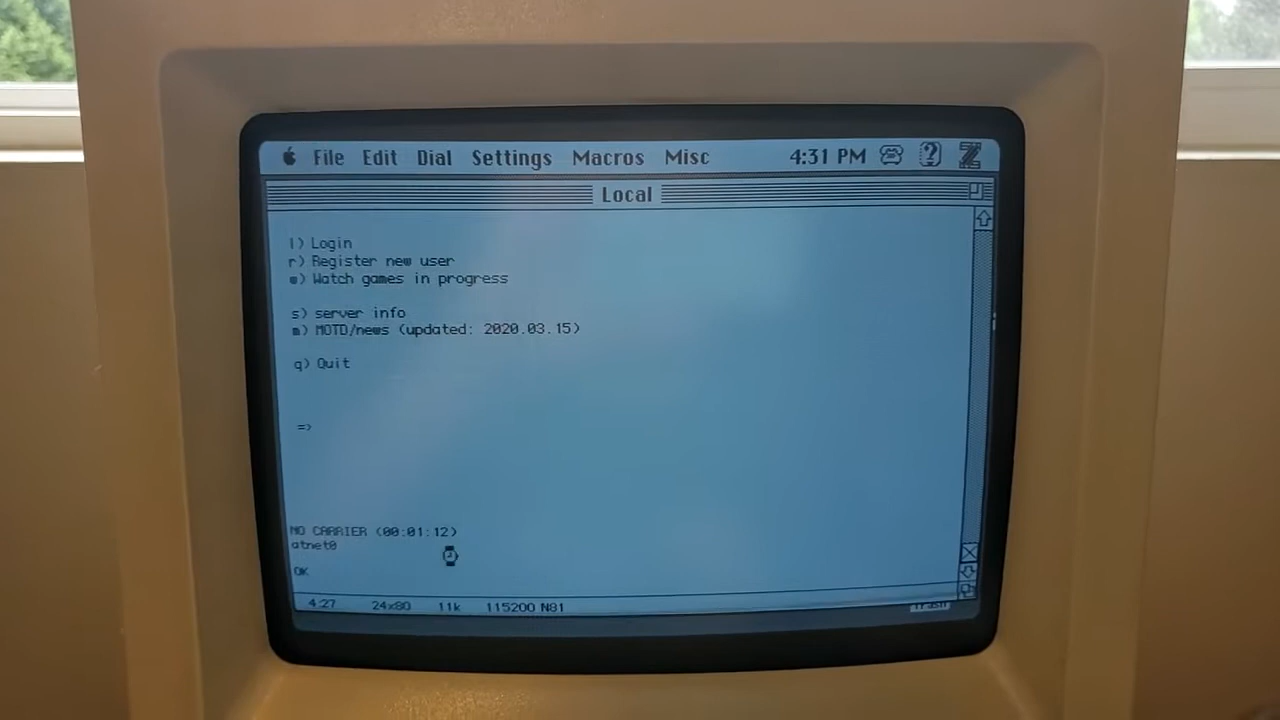 File Edit Dial Settings Macros Misc 4:31 PM
Local
l) Login
r) Register new user
w) Watch games in progress
s) server info
m) MOTD/news (updated: 2020.03.15)
q) Quit
=>
NO CARRIER (00:01:12)
atnet0
OK
4:27 24x80 11k 115200 N81